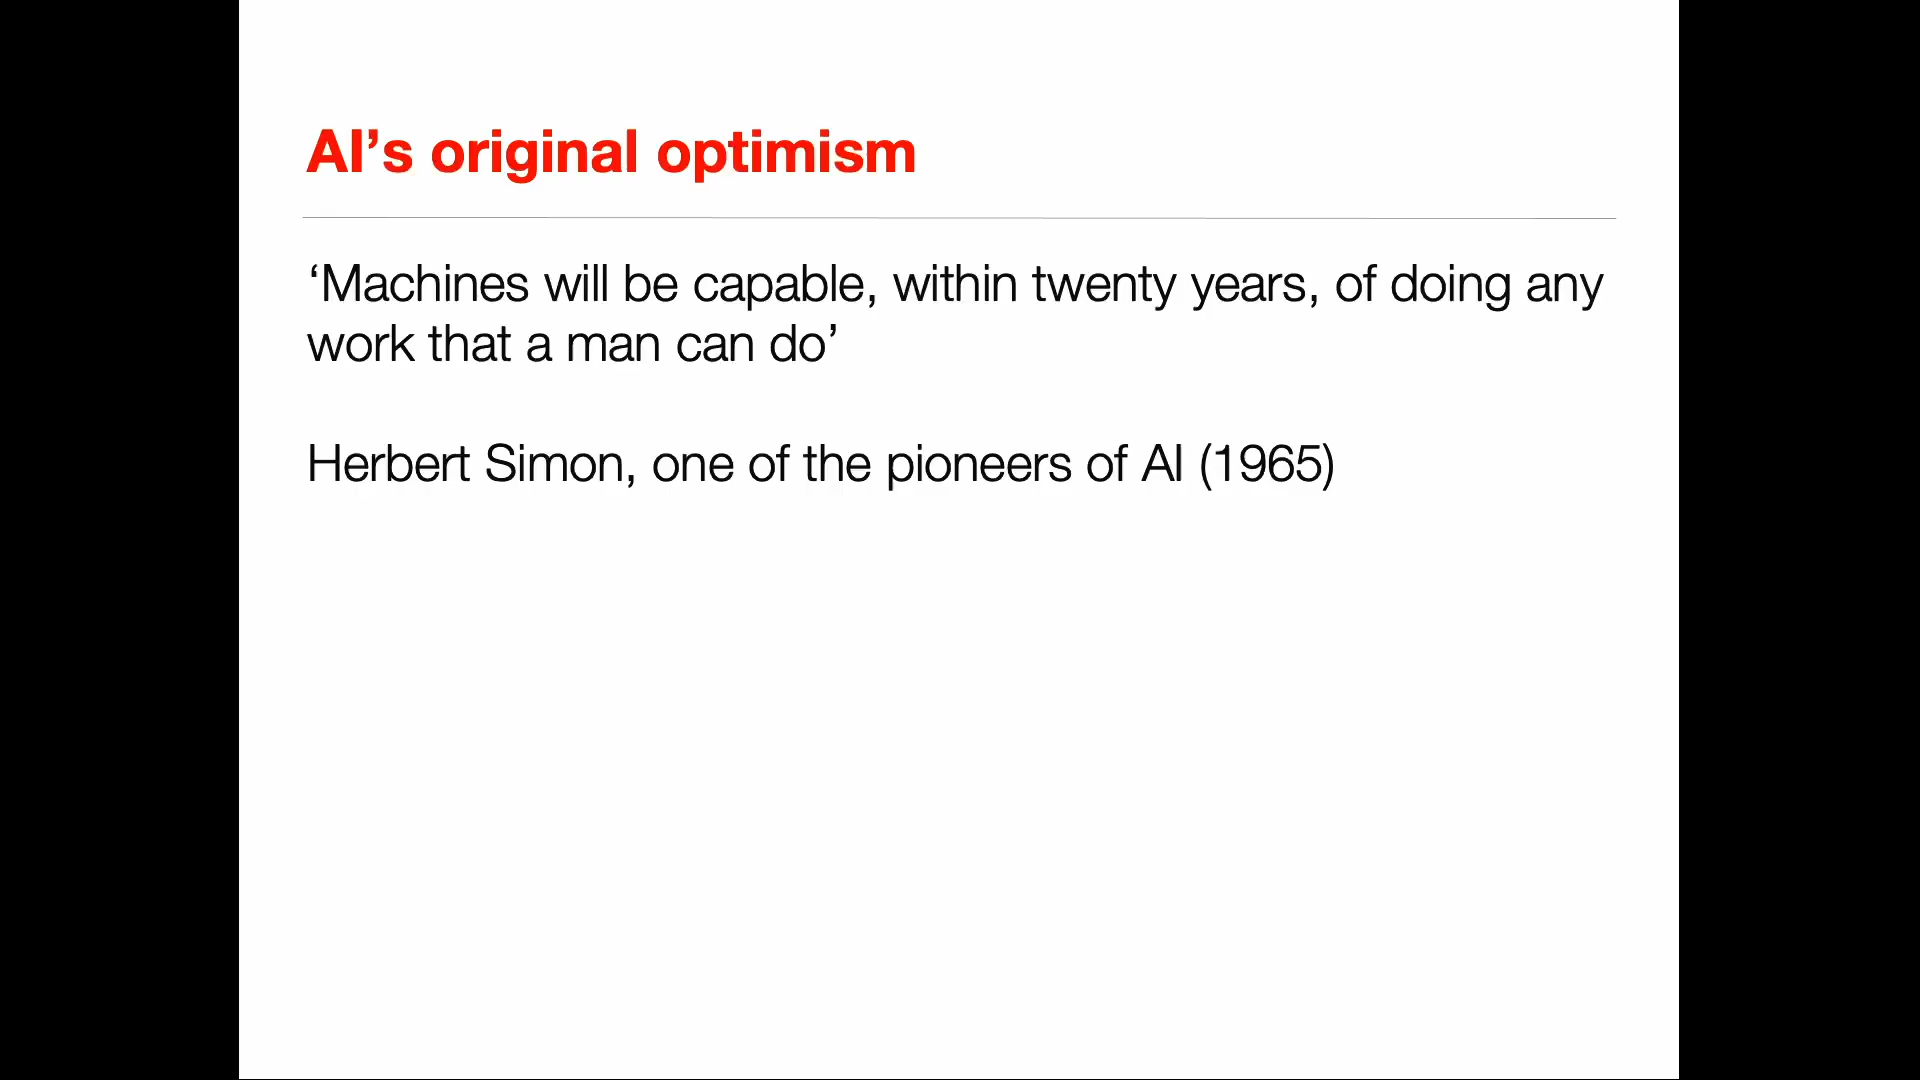 AI’s original optimism
‘Machines will be capable, within twenty years, of doing any
work that a man can do’
Herbert Simon, one of the pioneers of AI (1965)